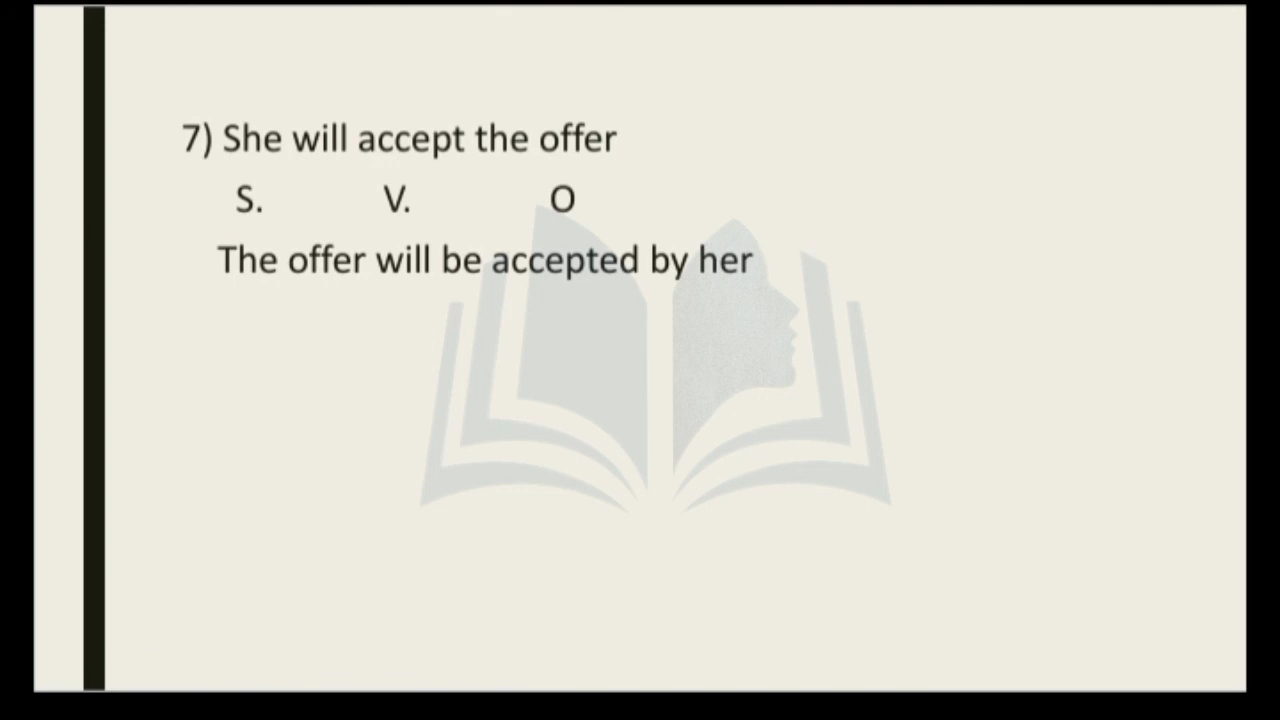 7) She will accept the offer
S. V. O
The offer will be accepted by her